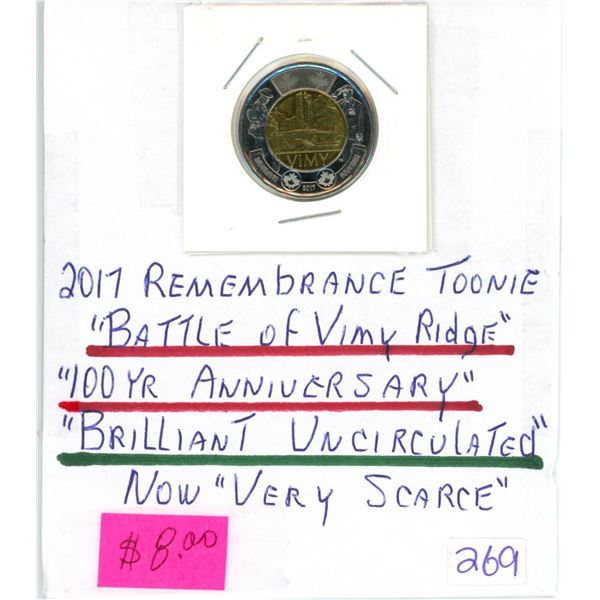 VIMY
2017
2017 REMEMBRANCE TOONIE
"BATTLE of VIMY RIDGE"
"100 YR ANNIVERSARY"
"BRILLIANT UNCIRCULATED"
NOW "VERY SCARCE"
$8.00
269